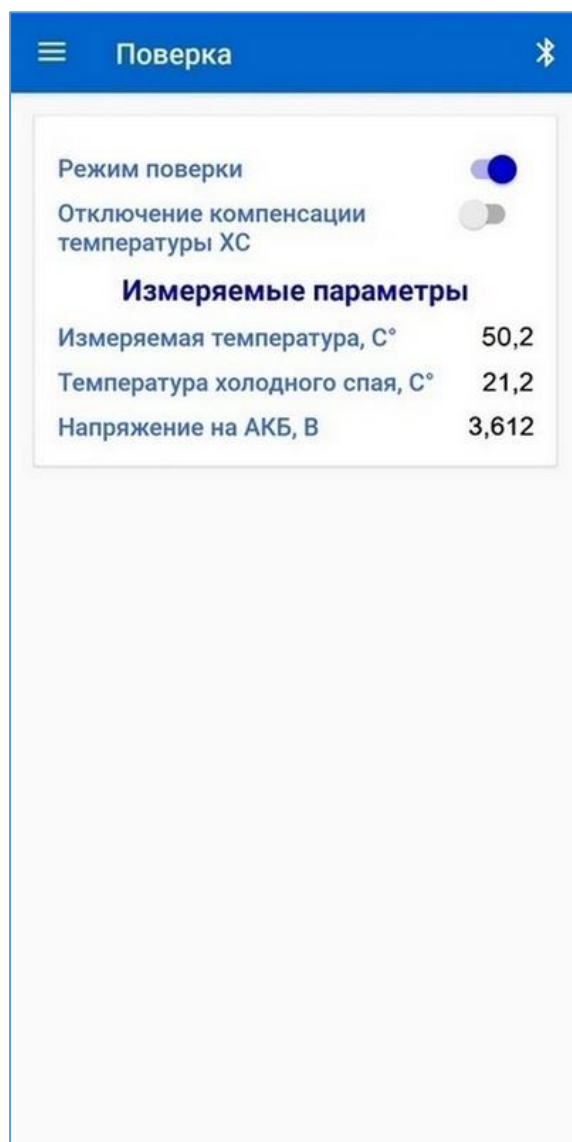 Поверка
Режим поверки
Отключение компенсации
температуры ХС
Измеряемые параметры
Измеряемая температура, С° 50,2
Температура холодного спая, С° 21,2
Напряжение на АКБ, В 3,612